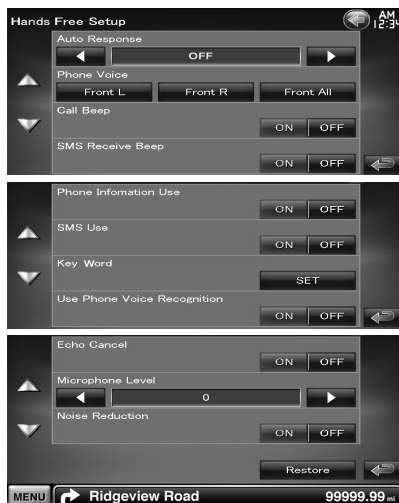 Hands Free Setup
AM
12:34
Auto Response
OFF
Phone Voice
Front L Front R Front All
Call Beep
ON OFF
SMS Receive Beep
ON OFF
Phone Infomation Use
ON OFF
SMS Use
ON OFF
Key Word
SET
Use Phone Voice Recognition
ON OFF
Echo Cancel
ON OFF
Microphone Level
0
Noise Reduction
ON OFF
Restore
MENU Ridgeview Road 99999.99 mi